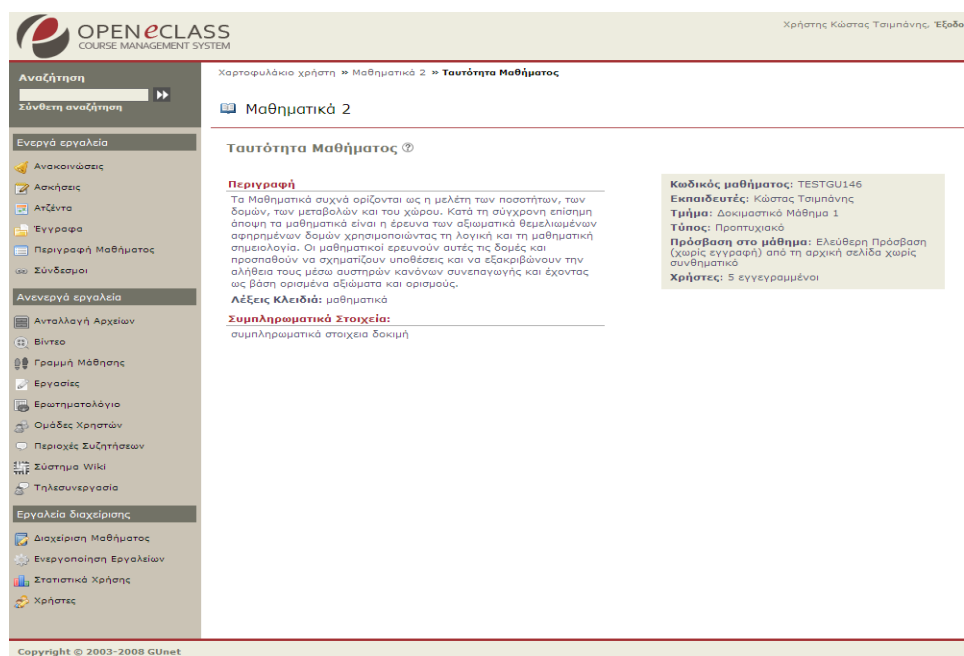 OPENeCLASS
COURSE MANAGEMENT SYSTEM
Χρήστης Κώστας Τσιμπάνης, Έξοδο
Αναζήτηση
Σύνθετη αναζήτηση
Χαρτοφυλάκιο χρήστη » Μαθηματικά 2 » Ταυτότητα Μαθήματος
Μαθηματικά 2
Ενεργά εργαλεία
Ανακοινώσεις
Ασκήσεις
Ατζέντα
Έγγραφα
Περιγραφή Μαθήματος
Σύνδεσμοι
Ανενεργά εργαλεία
Ανταλλαγή Αρχείων
Βίντεο
Γραμμή Μάθησης
Εργασίες
Ερωτηματολόγιο
Ομάδες Χρηστών
Περιοχές Συζητήσεων
Σύστημα Wiki
Τηλεσυνεργασία
Εργαλεία διαχείρισης
Διαχείριση Μαθήματος
Ενεργοποίηση Εργαλείων
Στατιστικά Χρήσης
Χρήστες
Ταυτότητα Μαθήματος
Περιγραφή
Τα Μαθηματικά συχνά ορίζονται ως η μελέτη των ποσοτήτων, των
δομών, των μεταβολών και του χώρου. Κατά τη σύγχρονη επίσημη
άποψη τα μαθηματικά είναι η έρευνα των αξιωματικά θεμελιωμένων
αφηρημένων δομών χρησιμοποιώντας τη λογική και τη μαθηματική
σημειολογία. Οι μαθηματικοί ερευνούν αυτές τις δομές και
προσπαθούν να σχηματίζουν υποθέσεις και να εξακριβώνουν την
αλήθεια τους μέσω αυστηρών κανόνων συνεπαγωγής και έχοντας
ως βάση ορισμένα αξιώματα και ορισμούς.
Λέξεις Κλειδιά: μαθηματικά
Συμπληρωματικά Στοιχεία:
συμπληρωματικά στοιχεια δοκιμή
Κωδικός μαθήματος: TESTGU146
Εκπαιδευτές: Κώστας Τσιμπάνης
Τμήμα: Δοκιμαστικό Μάθημα 1
Τύπος: Προπτυχιακό
Πρόσβαση στο μάθημα: Ελεύθερη Πρόσβαση
(χωρίς εγγραφή) από τη αρχική σελίδα χωρίς
συνθηματικό
Χρήστες: 5 εγγεγραμμένοι
Copyright © 2003-2008 GUnet